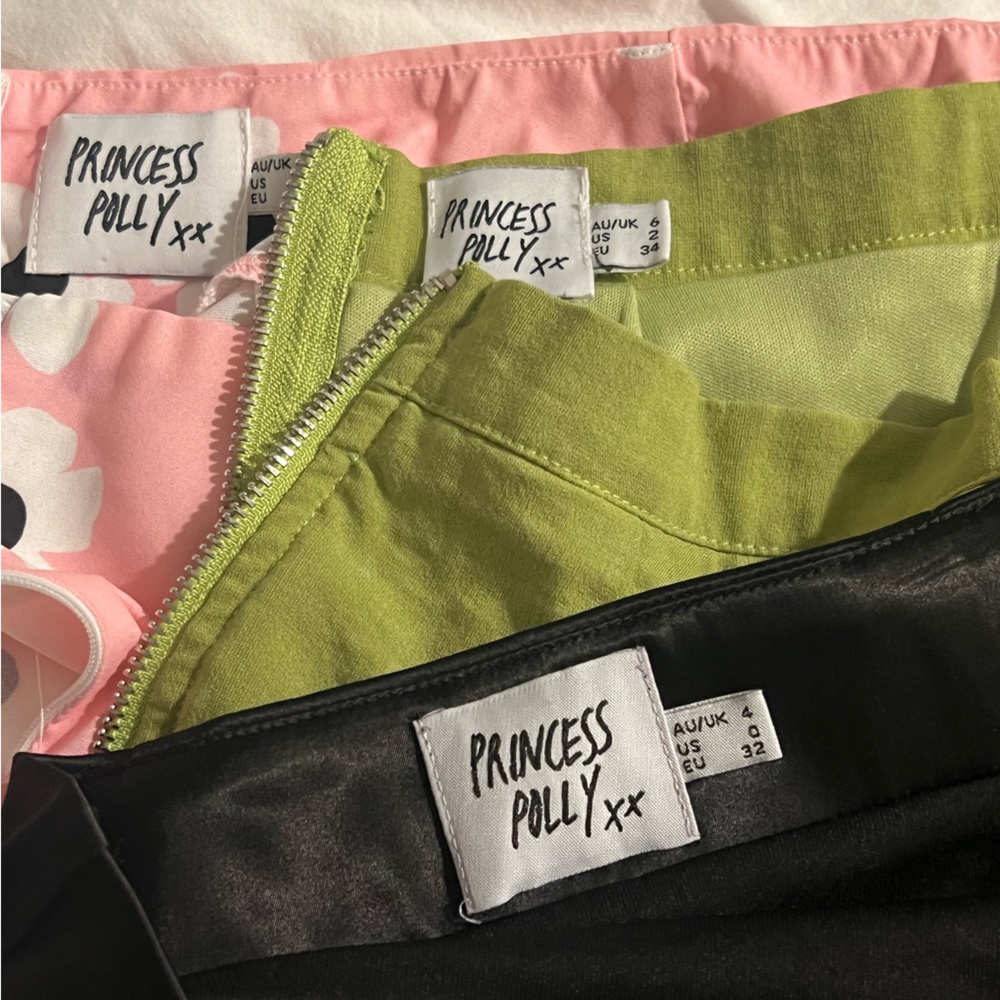 PRINCESS
POLLY xx
AU/UK
US
EU
PRINCESS
POLLY xx
AU/UK 6
US 2
EU 34
PRINCESS
POLLY xx
AU/UK 4
US 0
EU 32